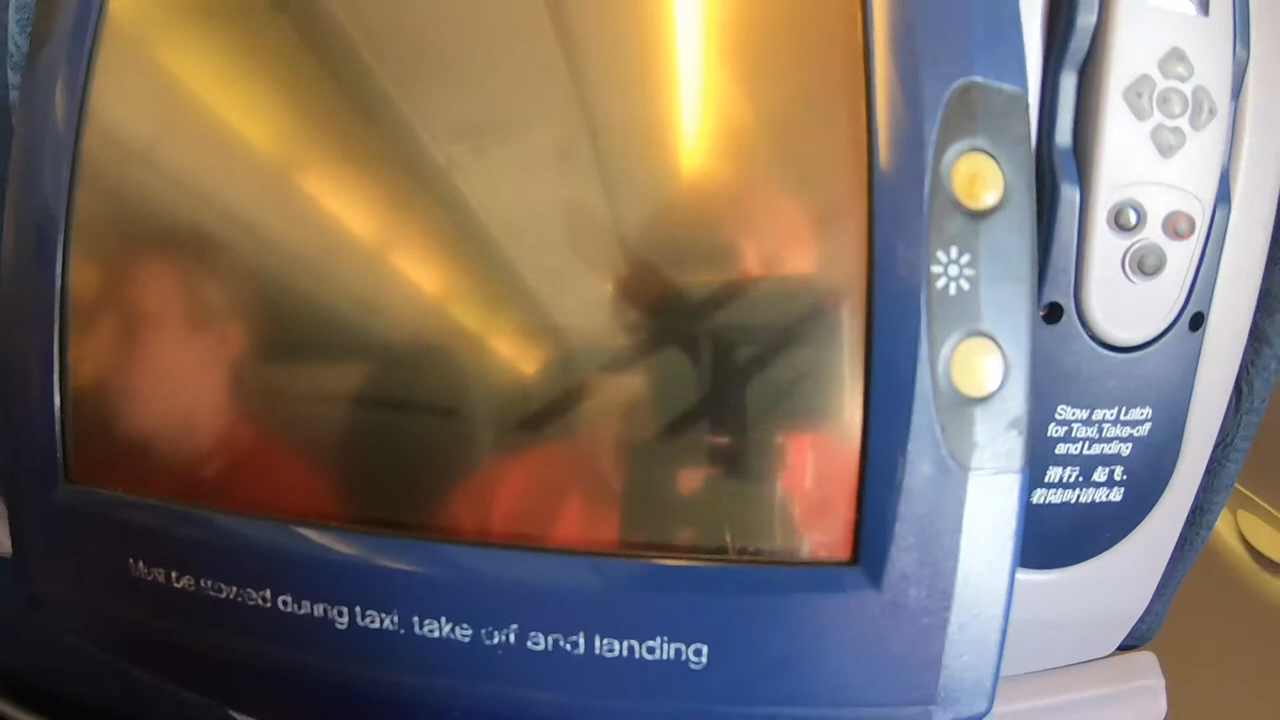 Must be stowed during taxi, take off and landing
Stow and Latch
for Taxi, Take-off
and Landing
滑行、起飞、
着陆时请收起